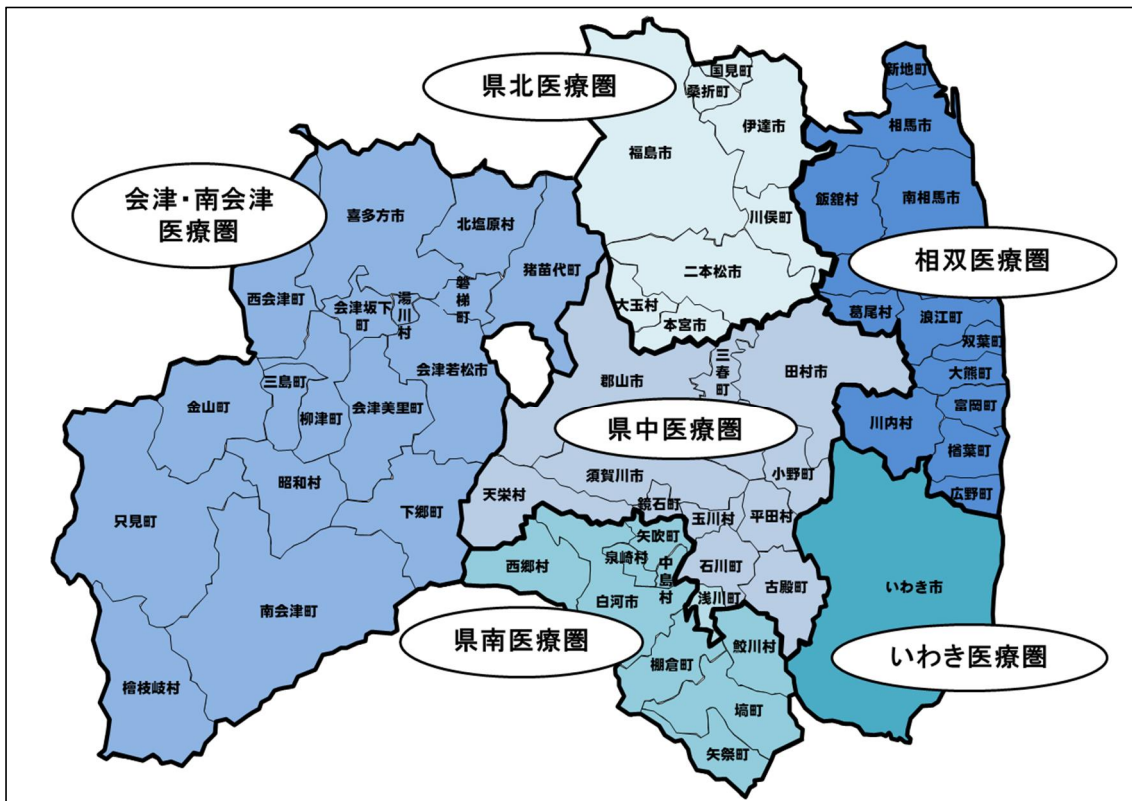 県北医療圏
国見町
桑折町
伊達市
福島市
川俣町
二本松市
大玉村
本宮市
会津・南会津
医療圏
喜多方市
北塩原村
猪苗代町
磐梯町
西会津町
会津坂下
町
湯川村
会津若松市
三島町
金山町
柳津町
会津美里町
昭和村
只見町
下郷町
南会津町
檜枝岐村
相双医療圏
新地町
相馬市
飯舘村
南相馬市
葛尾村
浪江町
双葉町
大熊町
富岡町
川内村
楢葉町
広野町
県中医療圏
三春町
田村市
郡山市
須賀川市
小野町
天栄村
鏡石町
玉川村
平田村
石川町
古殿町
浅川町
県南医療圏
矢吹町
泉崎村
中島村
西郷村
白河市
棚倉町
鮫川村
塙町
矢祭町
いわき医療圏
いわき市